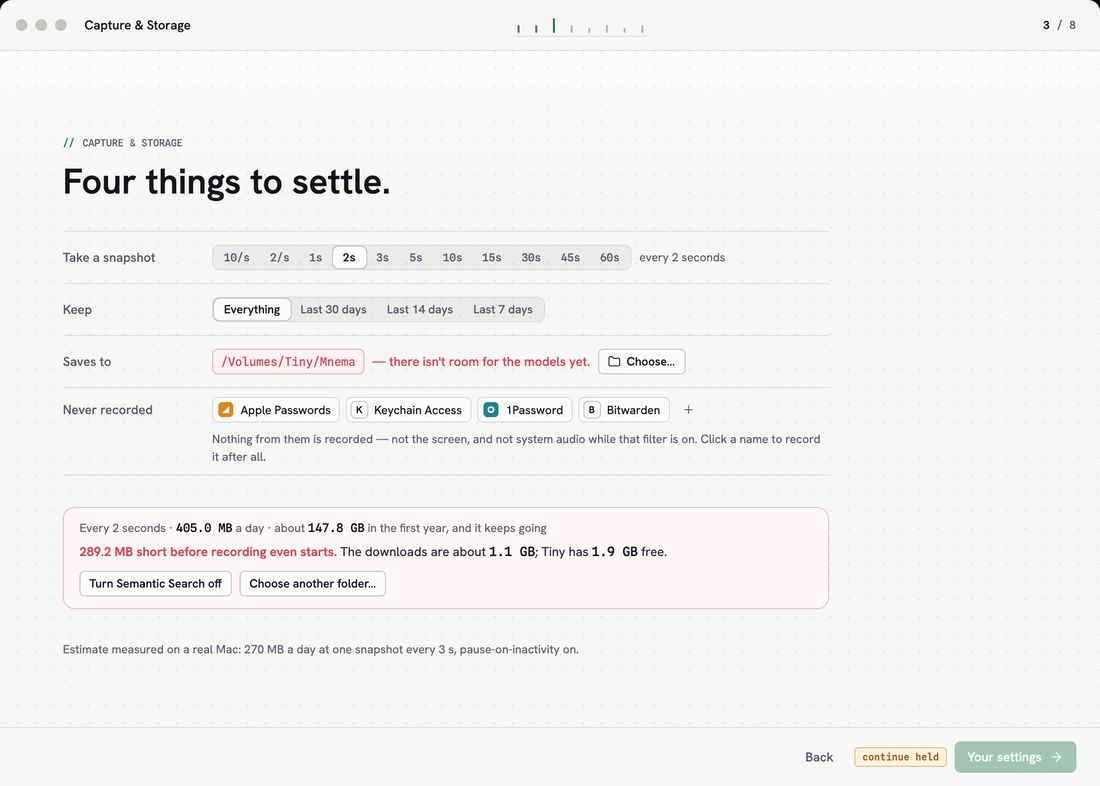 Capture & Storage
3 / 8
// CAPTURE & STORAGE
Four things to settle.
Take a snapshot 10/s 2/s 1s 2s 3s 5s 10s 15s 30s 45s 60s every 2 seconds
Keep Everything Last 30 days Last 14 days Last 7 days
Saves to /Volumes/Tiny/Mnema — there isn't room for the models yet. Choose…
Never recorded Apple Passwords K Keychain Access 1Password B Bitwarden +
Nothing from them is recorded — not the screen, and not system audio while that filter is on. Click a name to record
it after all.
Every 2 seconds · 405.0 MB a day · about 147.8 GB in the first year, and it keeps going
289.2 MB short before recording even starts. The downloads are about 1.1 GB; Tiny has 1.9 GB free.
Turn Semantic Search off Choose another folder…
Estimate measured on a real Mac: 270 MB a day at one snapshot every 3 s, pause-on-inactivity on.
Back continue held Your settings →